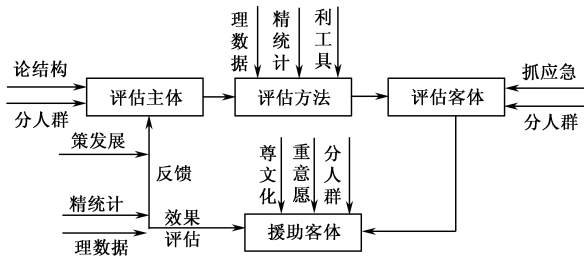 理数据
精统计
利工具
论结构
分人群
评估主体
评估方法
评估客体
抓应急
分人群
策发展
反馈
尊文化
重意愿
分人群
精统计
理数据
效果
评估
援助客体